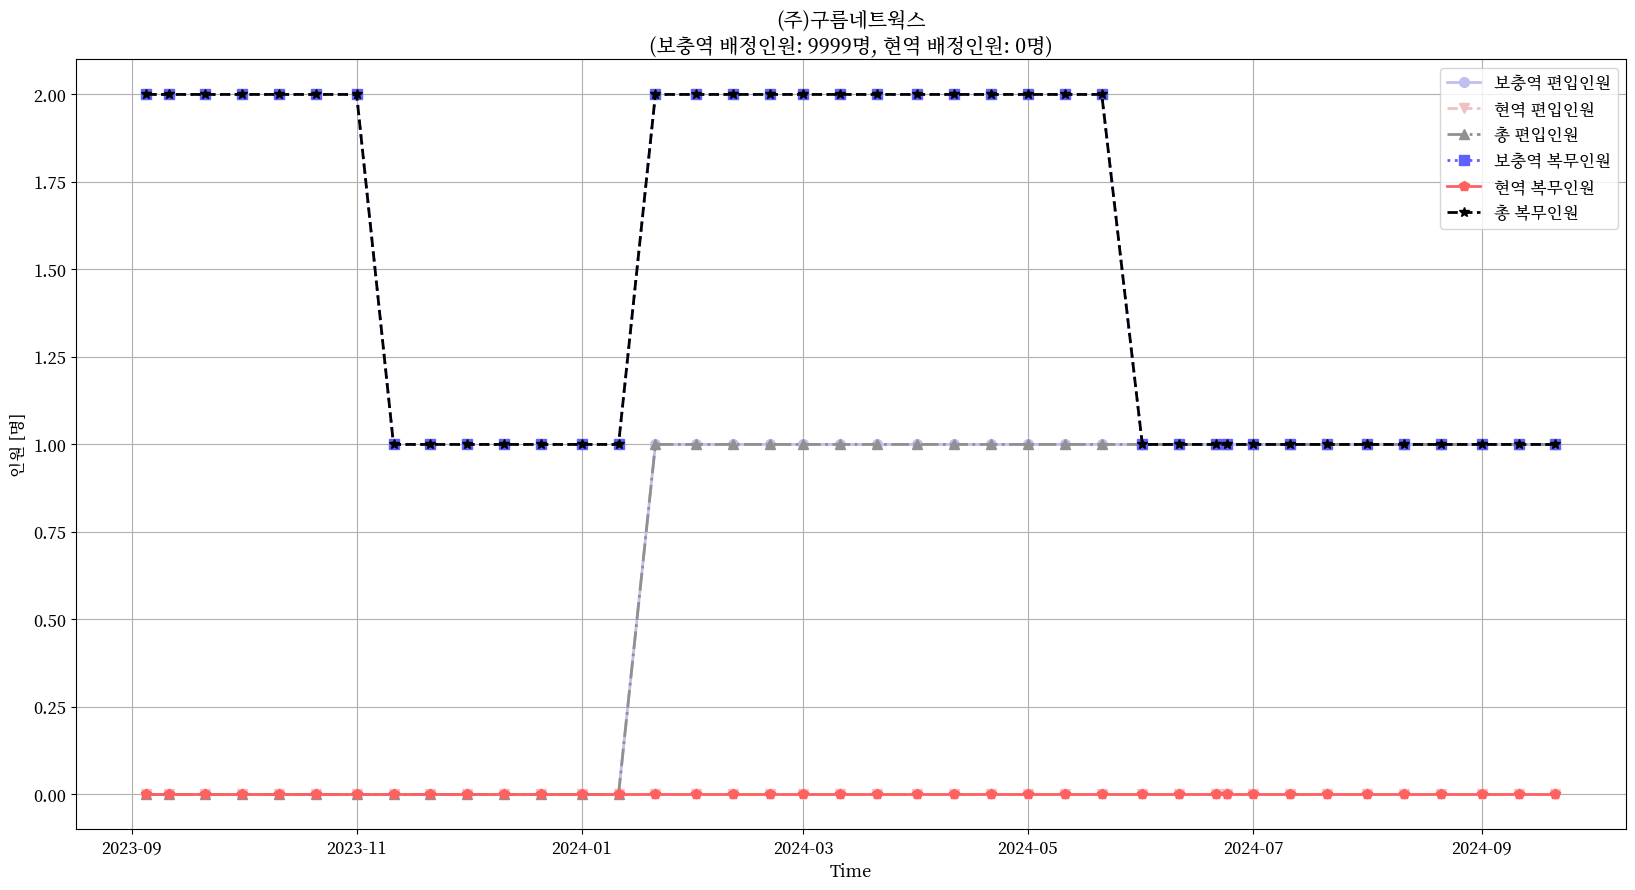 (주)구름네트웍스
(보충역 배정인원: 9999명, 현역 배정인원: 0명)
보충역 편입인원
현역 편입인원
총 편입인원
보충역 복무인원
현역 복무인원
총 복무인원
인원 [명]
2.00
1.75
1.50
1.25
1.00
0.75
0.50
0.25
0.00
2023-09 2023-11 2024-01 2024-03 2024-05 2024-07 2024-09
Time